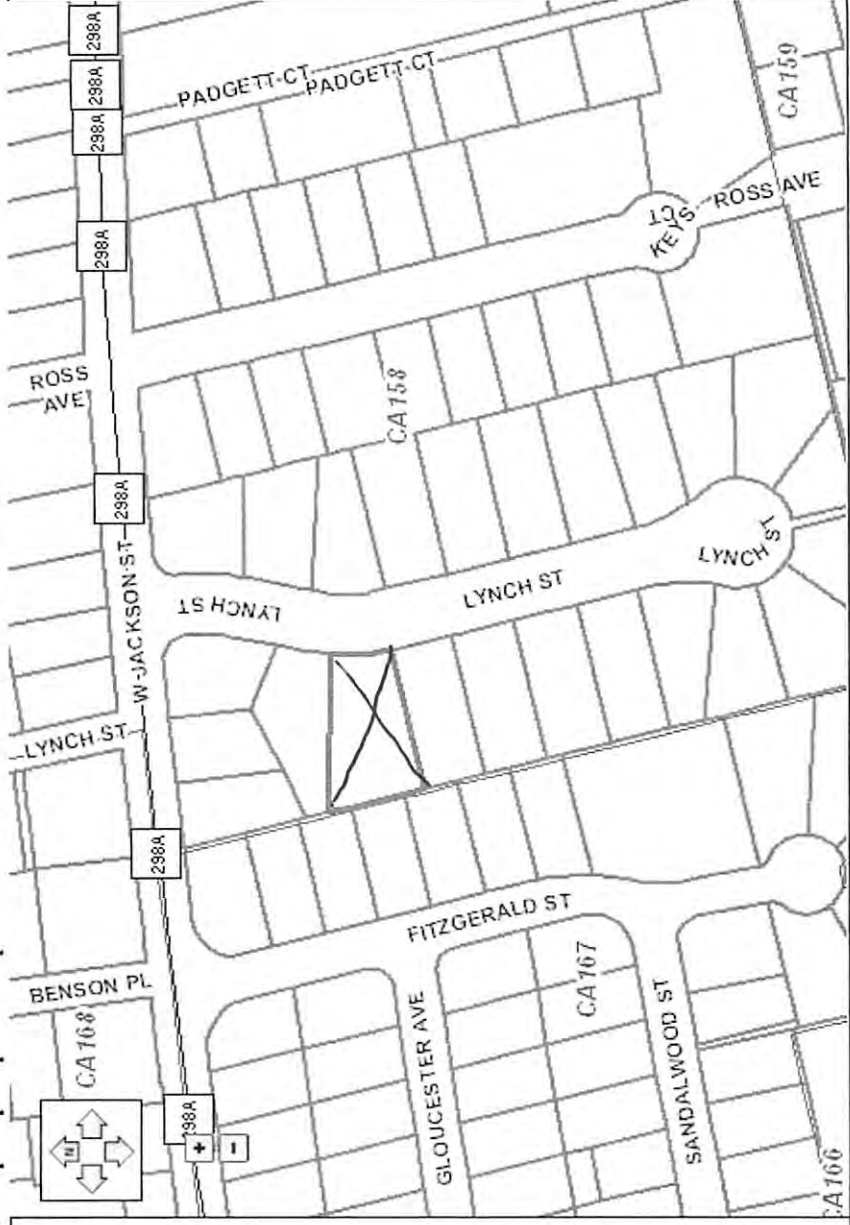 298A
298A
298A
PADGETT CT
PADGETT CT
CA159
298A
ROSS AVE
KEYS CT
ROSS AVE
CA158
298A
W JACKSON ST
LYNCH ST
LYNCH ST
LYNCH ST
LYNCH ST
298A
FITZGERALD ST
BENSON PL
CA167
CA168
GLOUCESTER AVE
SANDALWOOD ST
N
298A
+
−
CA166